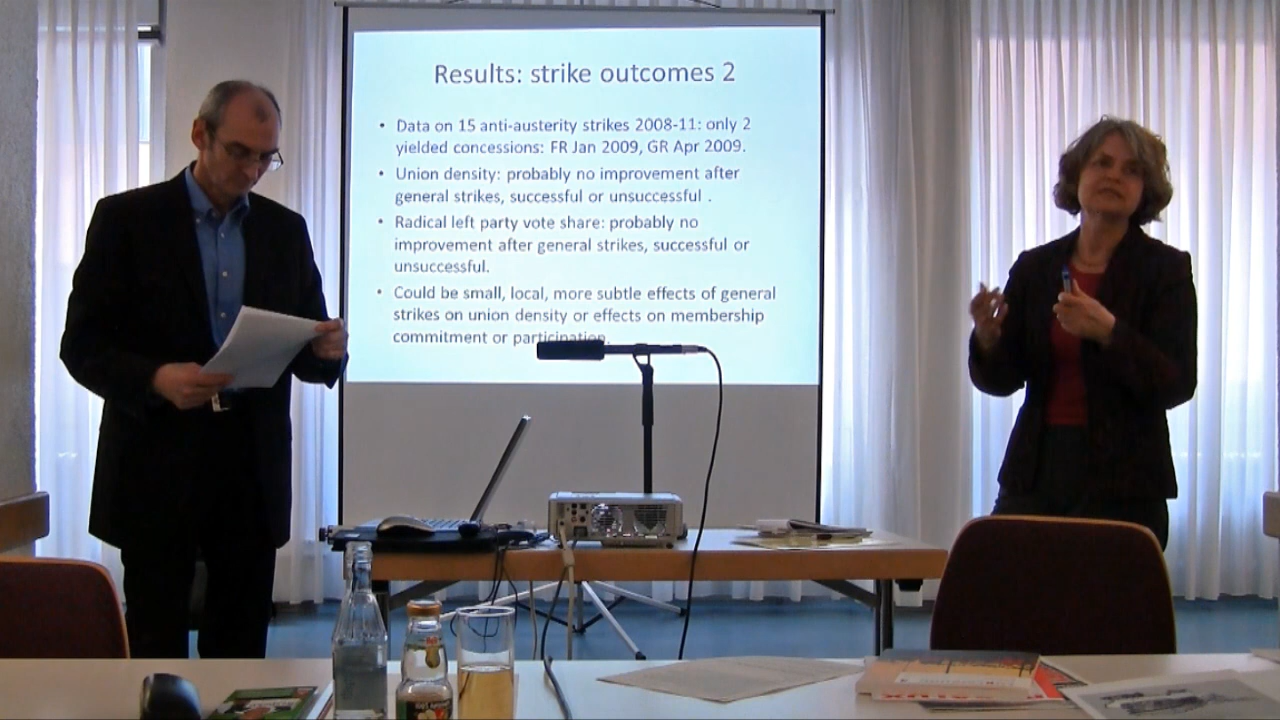 Results: strike outcomes 2
• Data on 15 anti-austerity strikes 2008-11: only 2
yielded concessions: FR Jan 2009, GR Apr 2009.
• Union density: probably no improvement after
general strikes, successful or unsuccessful .
• Radical left party vote share: probably no
improvement after general strikes, successful or
unsuccessful.
• Could be small, local, more subtle effects of general
strikes on union density or effects on membership
commitment or participation.